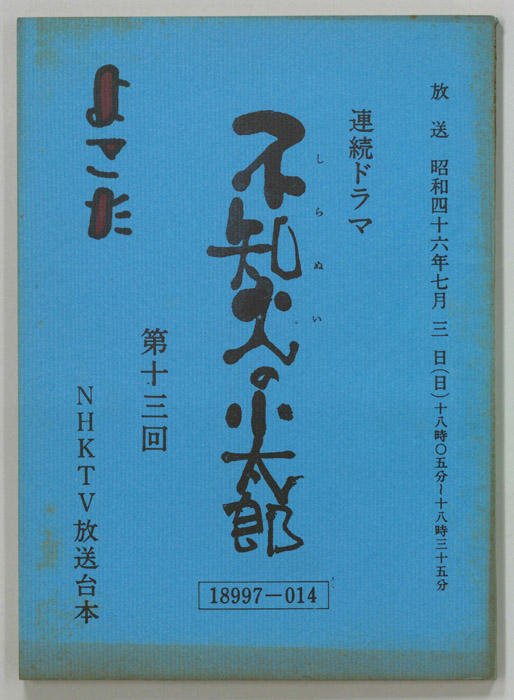 放送 昭和四十六年七月三日(日)十八時〇五分~十八時三十五分
連続ドラマ
しらぬい
不知火の小太郎
第十三回
NHKTV放送台本
よこた
18997-014